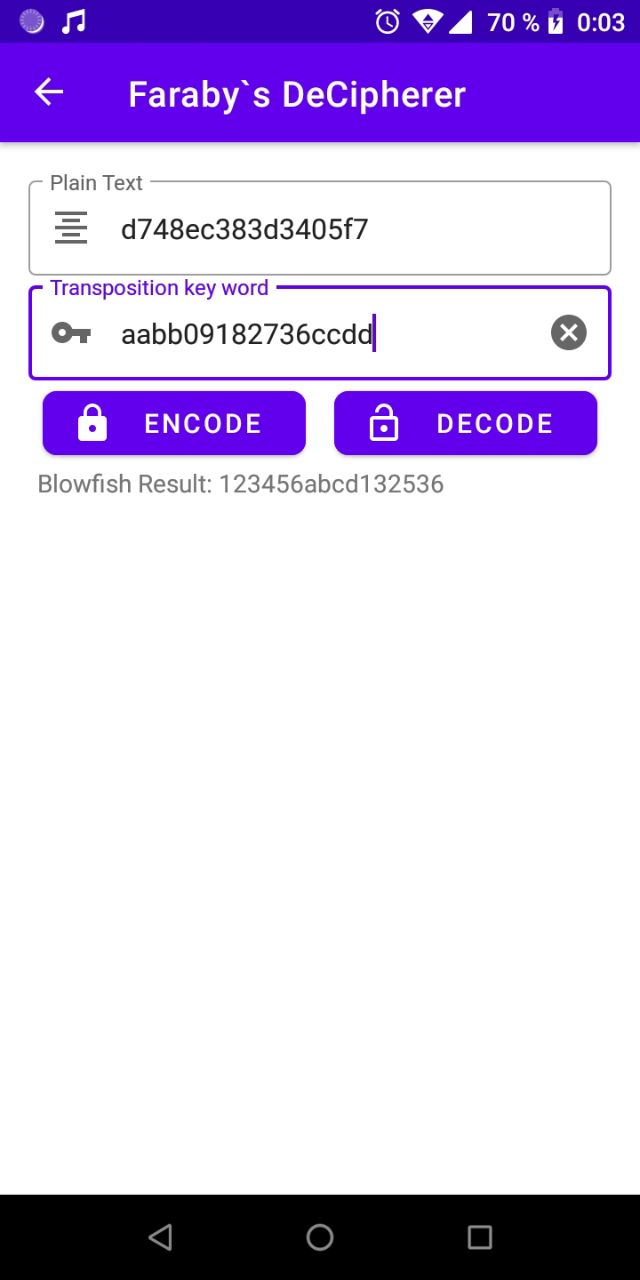 70 % 0:03
Faraby`s DeCipherer
Plain Text
d748ec383d3405f7
Transposition key word
aabb09182736ccdd
ENCODE DECODE
Blowfish Result: 123456abcd132536